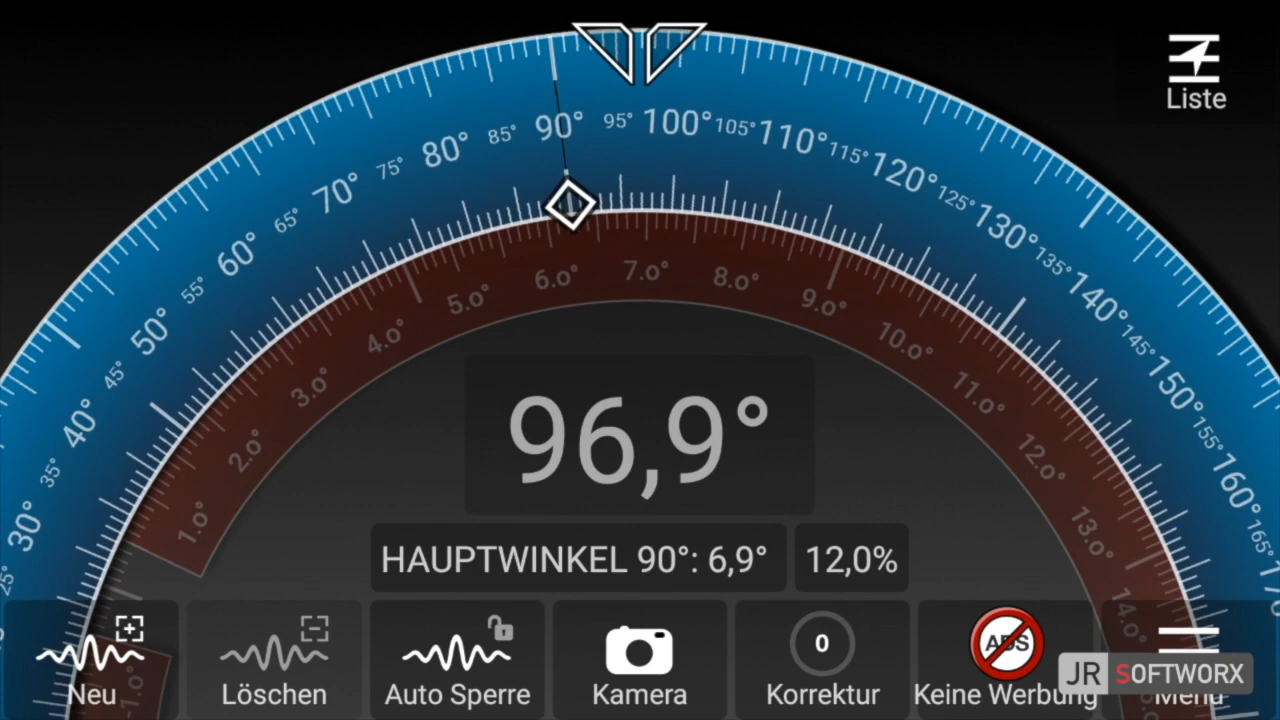 Liste
25° 30° 35° 40° 45° 50° 55° 60° 65° 70° 75° 80° 85° 90° 95° 100° 105° 110° 115° 120° 125° 130° 135° 140° 145° 150° 155° 160° 165°
1.0° 2.0° 3.0° 4.0° 5.0° 6.0° 7.0° 8.0° 9.0° 10.0° 11.0° 12.0° 13.0° 14.0°
96,9°
HAUPTWINKEL 90°: 6,9° 12,0%
-1.0°
0
ADS
JR SOFTWORX
Neu Löschen Auto Sperre Kamera Korrektur Keine Werbung Menü